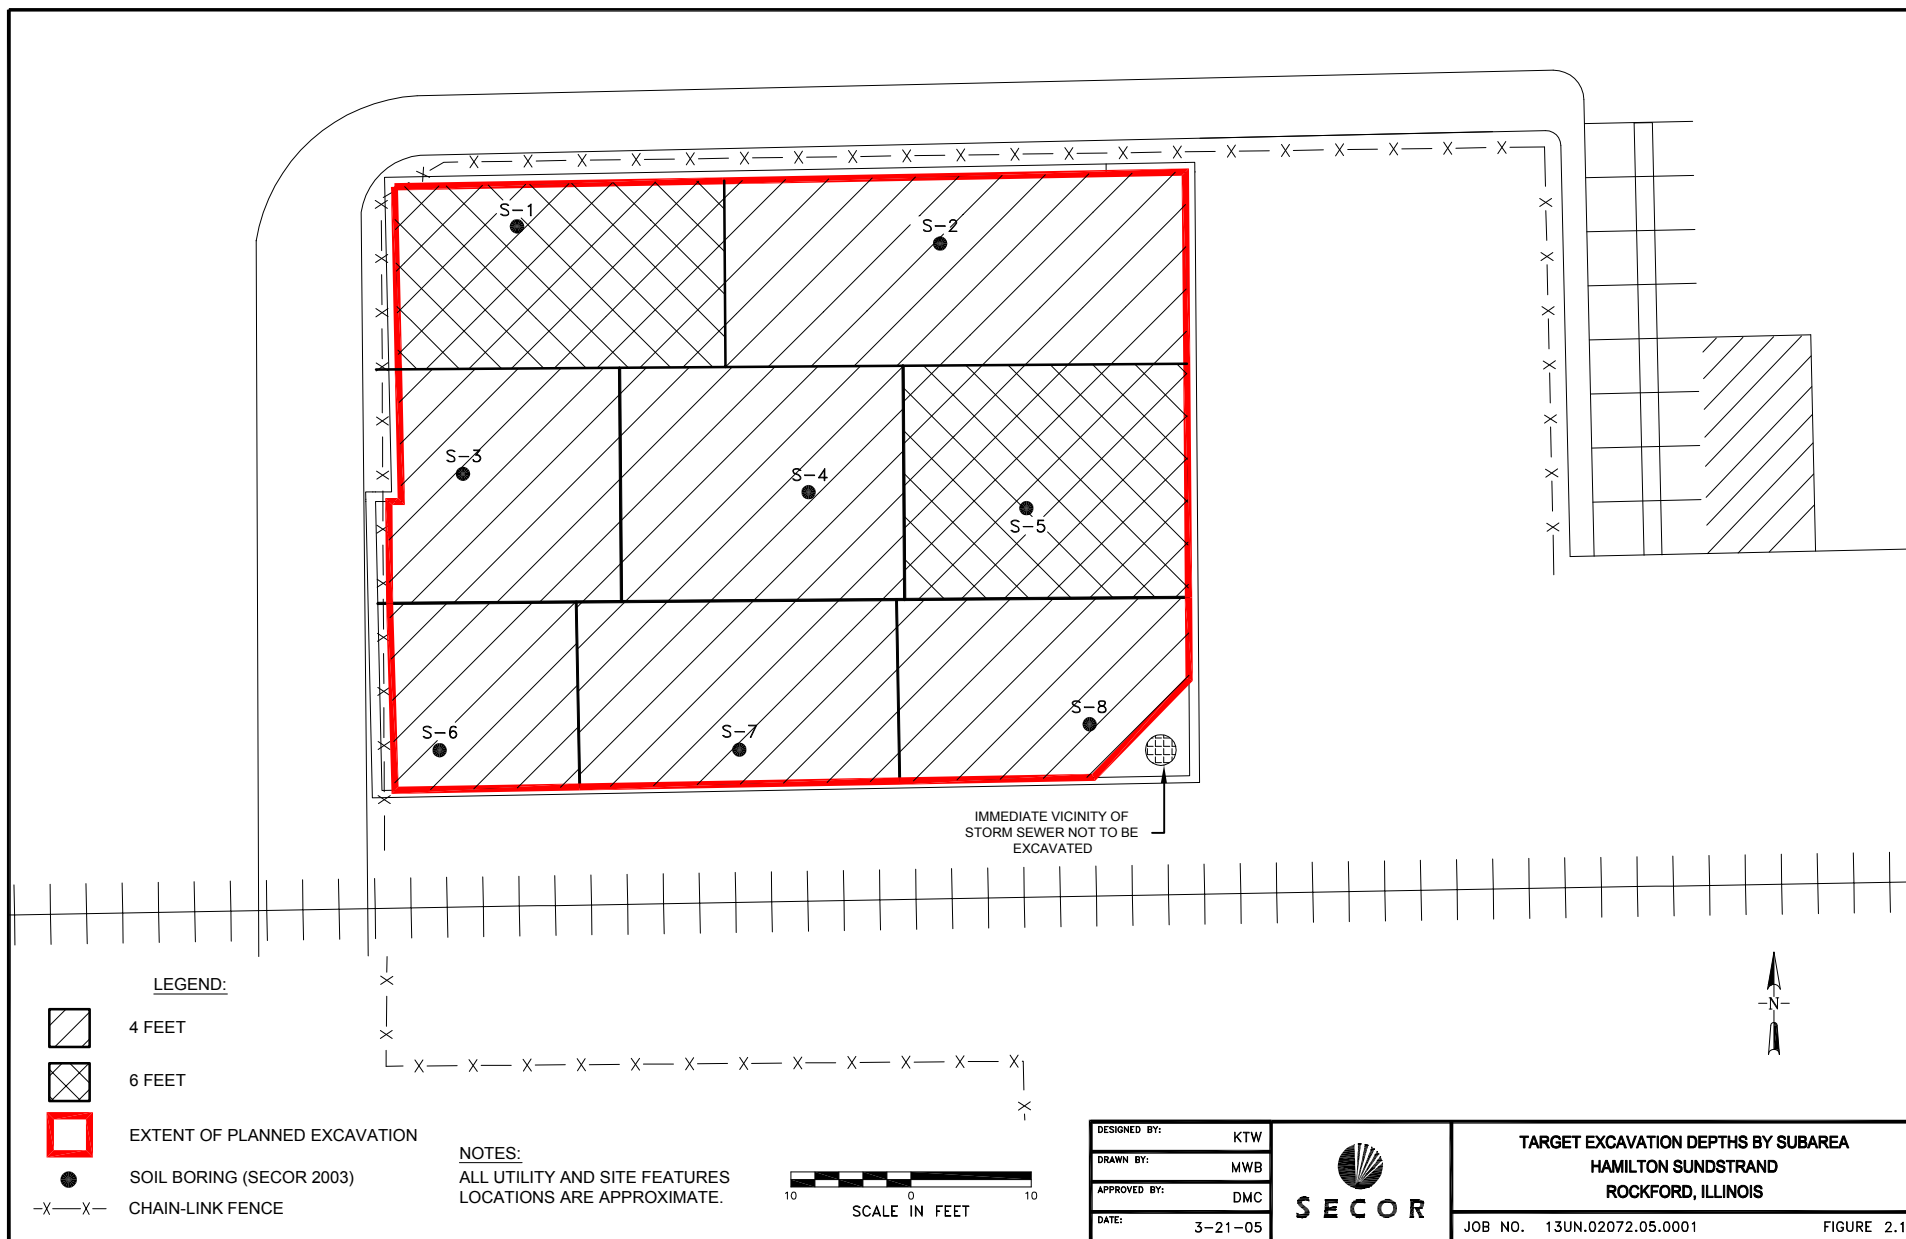 S-1
S-2
S-3
S-4
S-5
S-6
S-7
S-8
IMMEDIATE VICINITY OF
STORM SEWER NOT TO BE
EXCAVATED
LEGEND:
4 FEET
6 FEET
EXTENT OF PLANNED EXCAVATION
SOIL BORING (SECOR 2003)
-X——X— CHAIN-LINK FENCE
NOTES:
ALL UTILITY AND SITE FEATURES
LOCATIONS ARE APPROXIMATE.
10 0 10
SCALE IN FEET
-N-
DESIGNED BY: KTW
DRAWN BY: MWB
APPROVED BY: DMC
DATE: 3-21-05
SECOR
TARGET EXCAVATION DEPTHS BY SUBAREA
HAMILTON SUNDSTRAND
ROCKFORD, ILLINOIS
JOB NO. 13UN.02072.05.0001 FIGURE 2.1